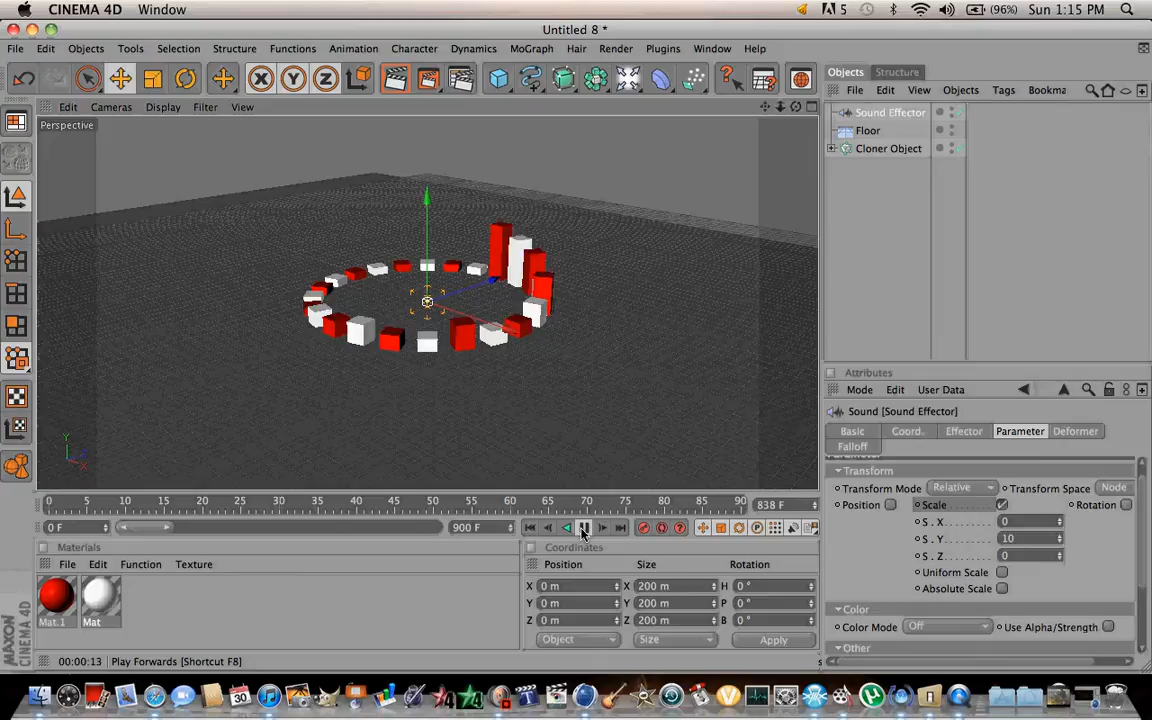 CINEMA 4D Window 5 (96%) Sun 1:15 PM
Untitled 8 *
File Edit Objects Tools Selection Structure Functions Animation Character Dynamics MoGraph Hair Render Plugins Window Help
X Y Z
Objects Structure
File Edit View Objects Tags Bookma
Edit Cameras Display Filter View
Perspective
Sound Effector
Floor
Cloner Object
Y
X
Attributes
Mode Edit User Data
Sound [Sound Effector]
Basic Coord. Effector Parameter Deformer
Falloff
Transform
Transform Mode Relative Transform Space Node
Position Scale Rotation
S . X 0
S . Y 10
S . Z 0
Uniform Scale
Absolute Scale
Color
Color Mode Off Use Alpha/Strength
Other
0 5 10 15 20 25 30 35 40 45 50 55 60 65 70 75 80 85 90 838 F
0 F 900 F
Materials
File Edit Function Texture
Mat.1 Mat
Coordinates
Position Size Rotation
X 0 m X 200 m H 0 °
Y 0 m Y 200 m P 0 °
Z 0 m Z 200 m B 0 °
Object Size Apply
MAXON CINEMA 4D
00:00:13 Play Forwards [Shortcut F8]
30